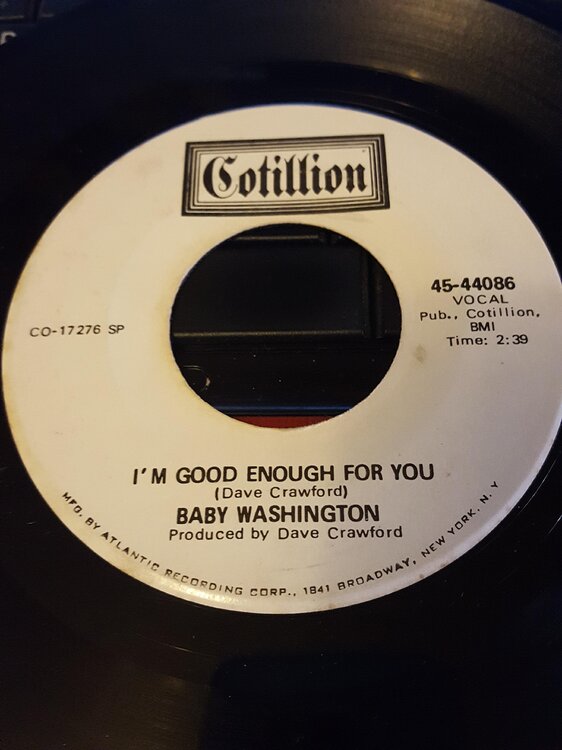 Cotillion
45-44086
VOCAL
Pub., Cotillion,
BMI
Time: 2:39
CO-17276 SP
I'M GOOD ENOUGH FOR YOU
(Dave Crawford)
BABY WASHINGTON
Produced by Dave Crawford
MFG. BY ATLANTIC RECORDING CORP., 1841 BROADWAY, NEW YORK, N.Y